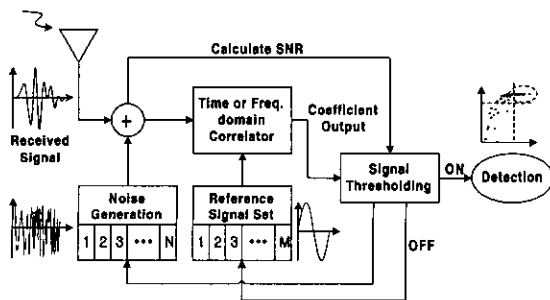 Calculate SNR
Received
Signal
+
Time or Freq.
domain
Correlator
Coefficient
Output
Signal
Thresholding
ON
Detection
OFF
Noise
Generation
1 2 3 ••• N
Reference
Signal Set
1 2 3 ••• M